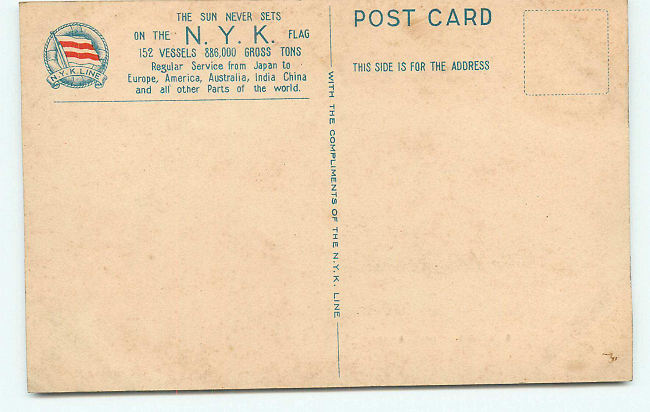 THE SUN NEVER SETS
ON THE N. Y. K. FLAG
152 VESSELS 886,000 GROSS TONS
Regular Service from Japan to
Europe, America, Australia, India China
and all other Parts of the world.
N.Y.K.LINE
WITH THE COMPLIMENTS OF THE N.Y.K. LINE
POST CARD
THIS SIDE IS FOR THE ADDRESS